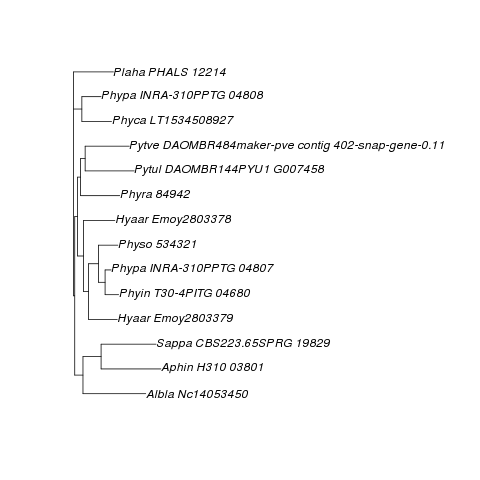 Plaha PHALS 12214
Phypa INRA-310PPTG 04808
Phyca LT1534508927
Pytve DAOMBR484maker-pve contig 402-snap-gene-0.11
Pytul DAOMBR144PYU1 G007458
Phyra 84942
Hyaar Emoy2803378
Physo 534321
Phypa INRA-310PPTG 04807
Phyin T30-4PITG 04680
Hyaar Emoy2803379
Sappa CBS223.65SPRG 19829
Aphin H310 03801
Albla Nc14053450